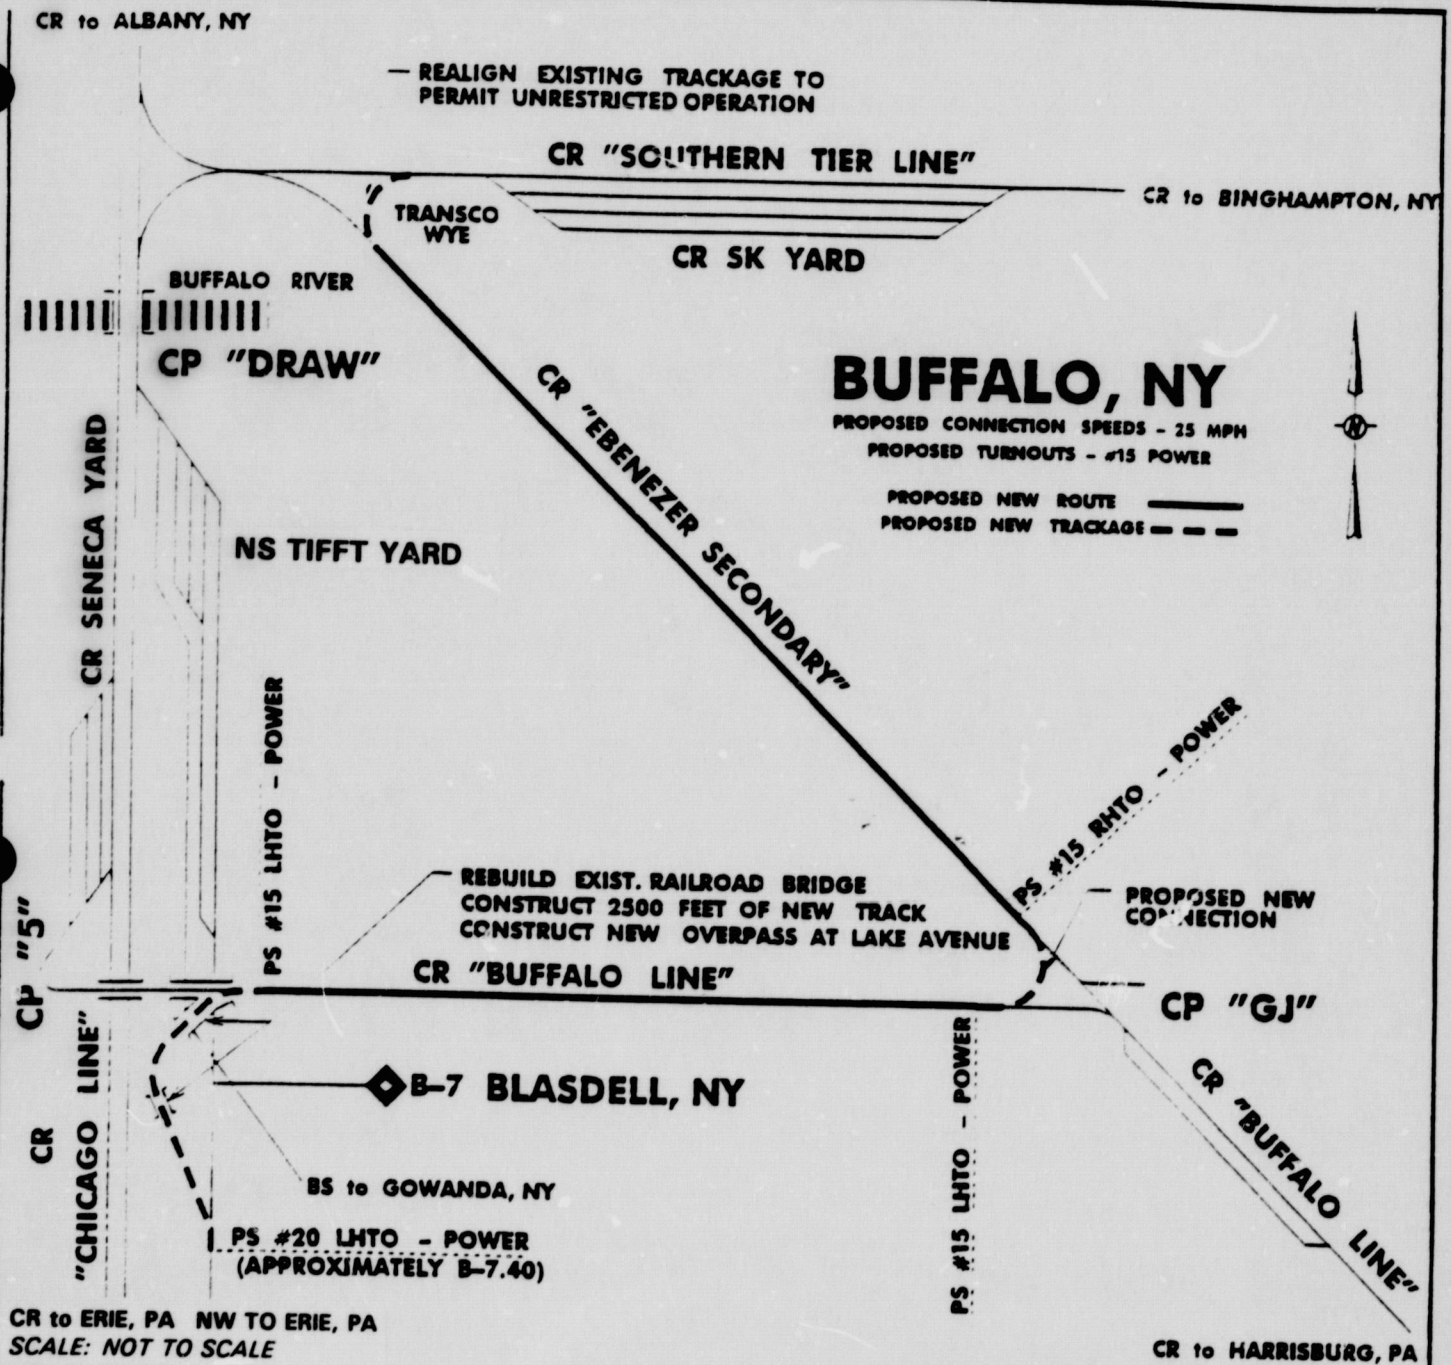 CR to ALBANY, NY
— REALIGN EXISTING TRACKAGE TO
PERMIT UNRESTRICTED OPERATION
CR "SOUTHERN TIER LINE"
CR to BINGHAMPTON, NY
TRANSCO
WYE
CR SK YARD
BUFFALO RIVER
CP "DRAW"
BUFFALO, NY
PROPOSED CONNECTION SPEEDS - 25 MPH
PROPOSED TURNOUTS - #15 POWER
PROPOSED NEW ROUTE
PROPOSED NEW TRACKAGE
N
CR "EBENEZER SECONDARY"
CR SENECA YARD
NS TIFFT YARD
PS #15 LHTO - POWER
PS #15 RHTO - POWER
REBUILD EXIST. RAILROAD BRIDGE
CONSTRUCT 2500 FEET OF NEW TRACK
CONSTRUCT NEW OVERPASS AT LAKE AVENUE
PROPOSED NEW
CONNECTION
CP "5"
CR "BUFFALO LINE"
CP "GJ"
CR "CHICAGO LINE"
B-7 BLASDELL, NY
PS #15 LHTO - POWER
CR "BUFFALO LINE"
BS to GOWANDA, NY
PS #20 LHTO - POWER
(APPROXIMATELY B-7.40)
CR to ERIE, PA NW TO ERIE, PA
SCALE: NOT TO SCALE
CR to HARRISBURG, PA